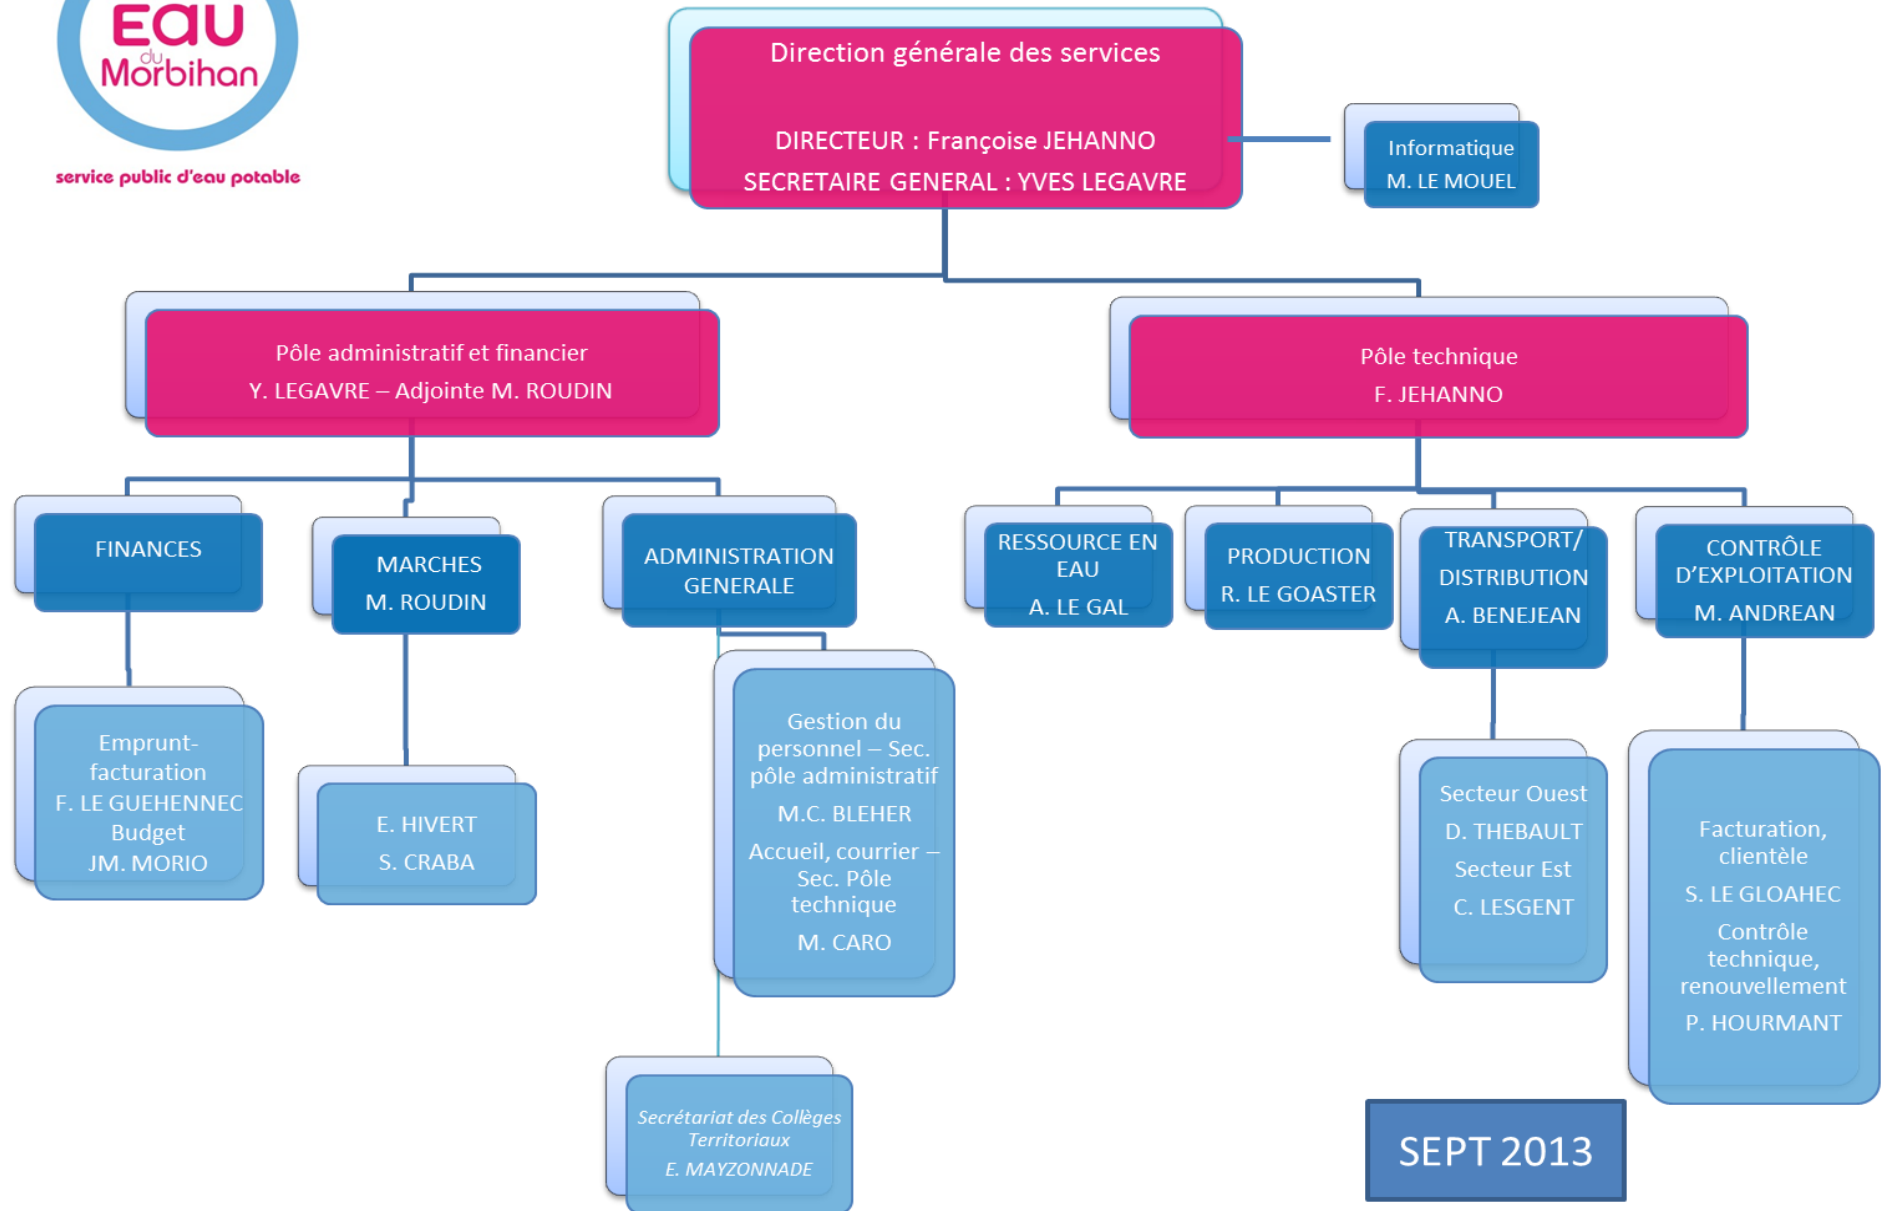 Eau
du
Morbihan
service public d'eau potable
Direction générale des services
DIRECTEUR : Françoise JEHANNO
SECRETAIRE GENERAL : YVES LEGAVRE
Informatique
M. LE MOUEL
Pôle administratif et financier
Y. LEGAVRE – Adjointe M. ROUDIN
Pôle technique
F. JEHANNO
FINANCES
MARCHES
M. ROUDIN
ADMINISTRATION
GENERALE
RESSOURCE EN
EAU
A. LE GAL
PRODUCTION
R. LE GOASTER
TRANSPORT/
DISTRIBUTION
A. BENEJEAN
CONTRÔLE
D'EXPLOITATION
M. ANDREAN
Emprunt-
facturation
F. LE GUEHENNEC
Budget
JM. MORIO
E. HIVERT
S. CRABA
Gestion du
personnel – Sec.
pôle administratif
M.C. BLEHER
Accueil, courrier –
Sec. Pôle
technique
M. CARO
Secteur Ouest
D. THEBAULT
Secteur Est
C. LESGENT
Facturation,
clientèle
S. LE GLOAHEC
Contrôle
technique,
renouvellement
P. HOURMANT
Secrétariat des Collèges
Territoriaux
E. MAYZONNADE
SEPT 2013